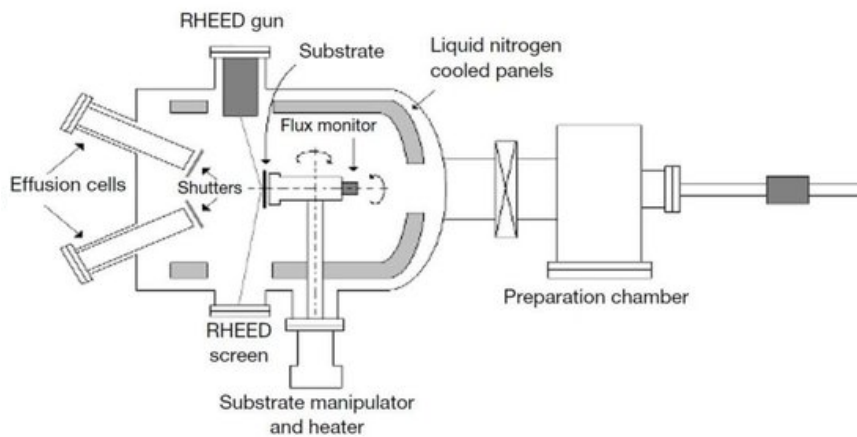 RHEED gun
Substrate
Liquid nitrogen
cooled panels
Flux monitor
Effusion cells
Shutters
RHEED
screen
Substrate manipulator
and heater
Preparation chamber